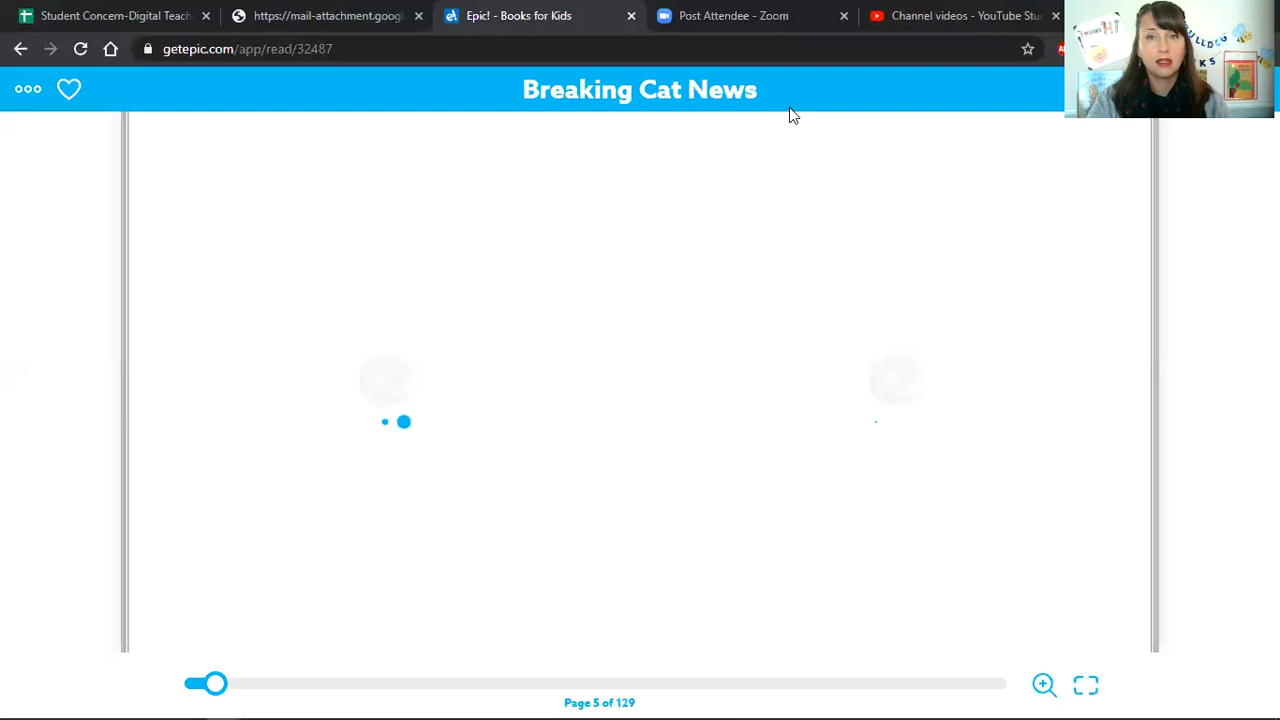 Student Concern-Digital Teach
https://mail-attachment.googl
Epic! - Books for Kids
Post Attendee - Zoom
Channel videos - YouTube Stu
getepic.com/app/read/32487
Breaking Cat News
Page 5 of 129